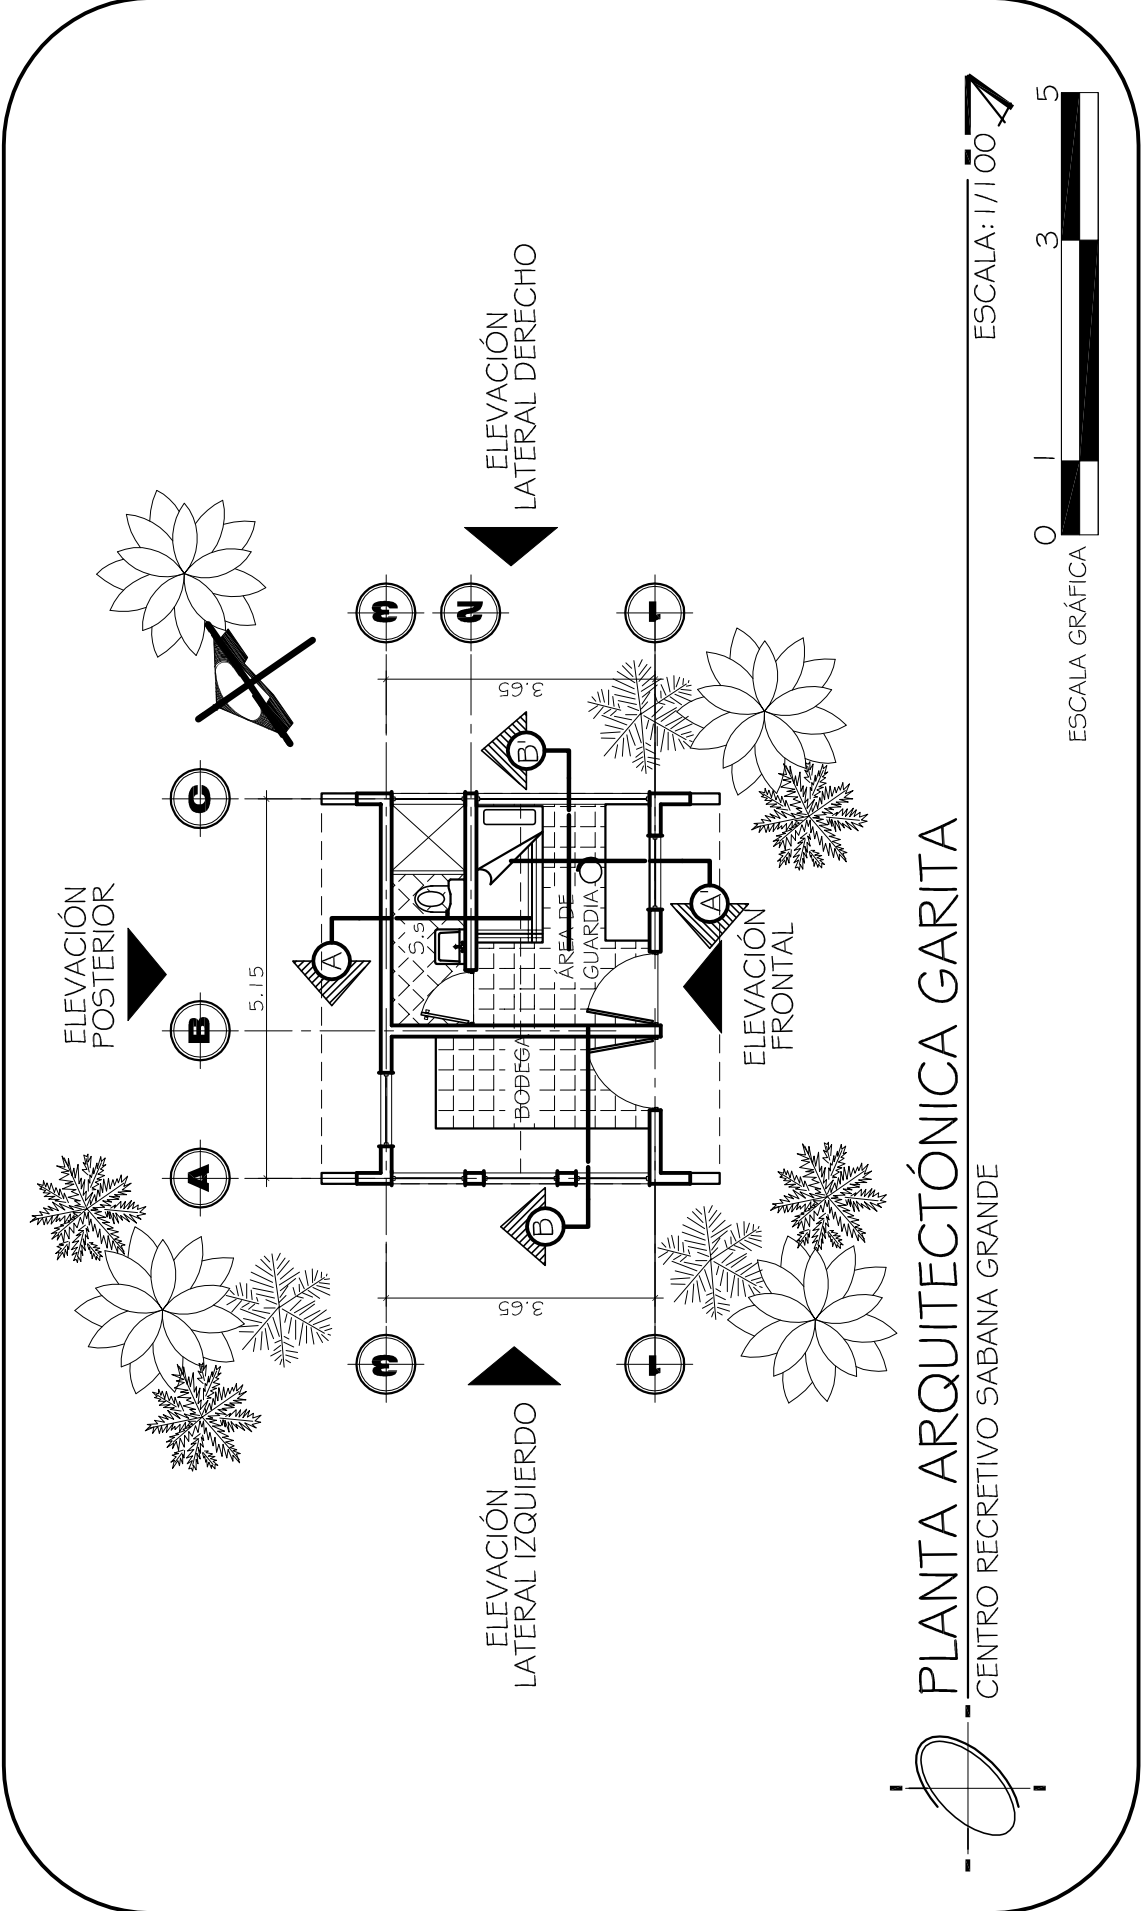 ELEVACIÓN
POSTERIOR
A
B
C
5.15
3
3
2
1
1
3.65
3.65
ELEVACIÓN
LATERAL IZQUIERDO
ELEVACIÓN
LATERAL DERECHO
A
A'
B
B'
S.S
BODEGA
ÁREA DE
GUARDIA
ELEVACIÓN
FRONTAL
PLANTA ARQUITECTÓNICA GARITA
CENTRO RECRETIVO SABANA GRANDE
ESCALA: 1/100
ESCALA GRÁFICA
0 1 3 5